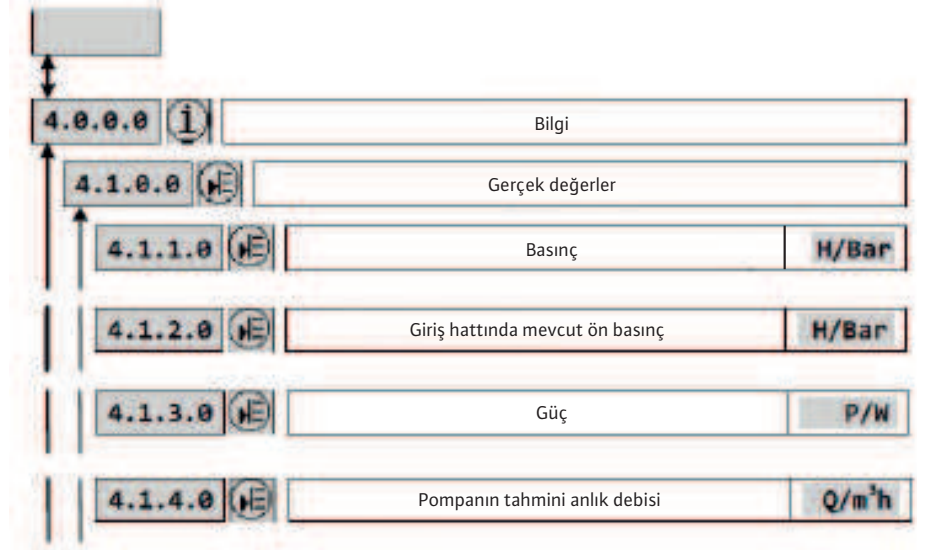 4.0.0.0 i Bilgi
4.1.0.0 Gerçek değerler
4.1.1.0 Basınç H/Bar
4.1.2.0 Giriş hattında mevcut ön basınç H/Bar
4.1.3.0 Güç P/W
4.1.4.0 Pompanın tahmini anlık debisi Q/m³h